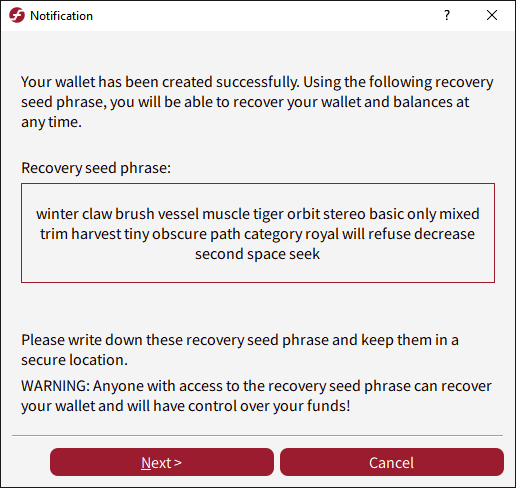 Notification
?
Your wallet has been created successfully. Using the following recovery
seed phrase, you will be able to recover your wallet and balances at
any time.
Recovery seed phrase:
winter claw brush vessel muscle tiger orbit stereo basic only mixed
trim harvest tiny obscure path category royal will refuse decrease
second space seek
Please write down these recovery seed phrase and keep them in a
secure location.
WARNING: Anyone with access to the recovery seed phrase can recover
your wallet and will have control over your funds!
Next >
Cancel